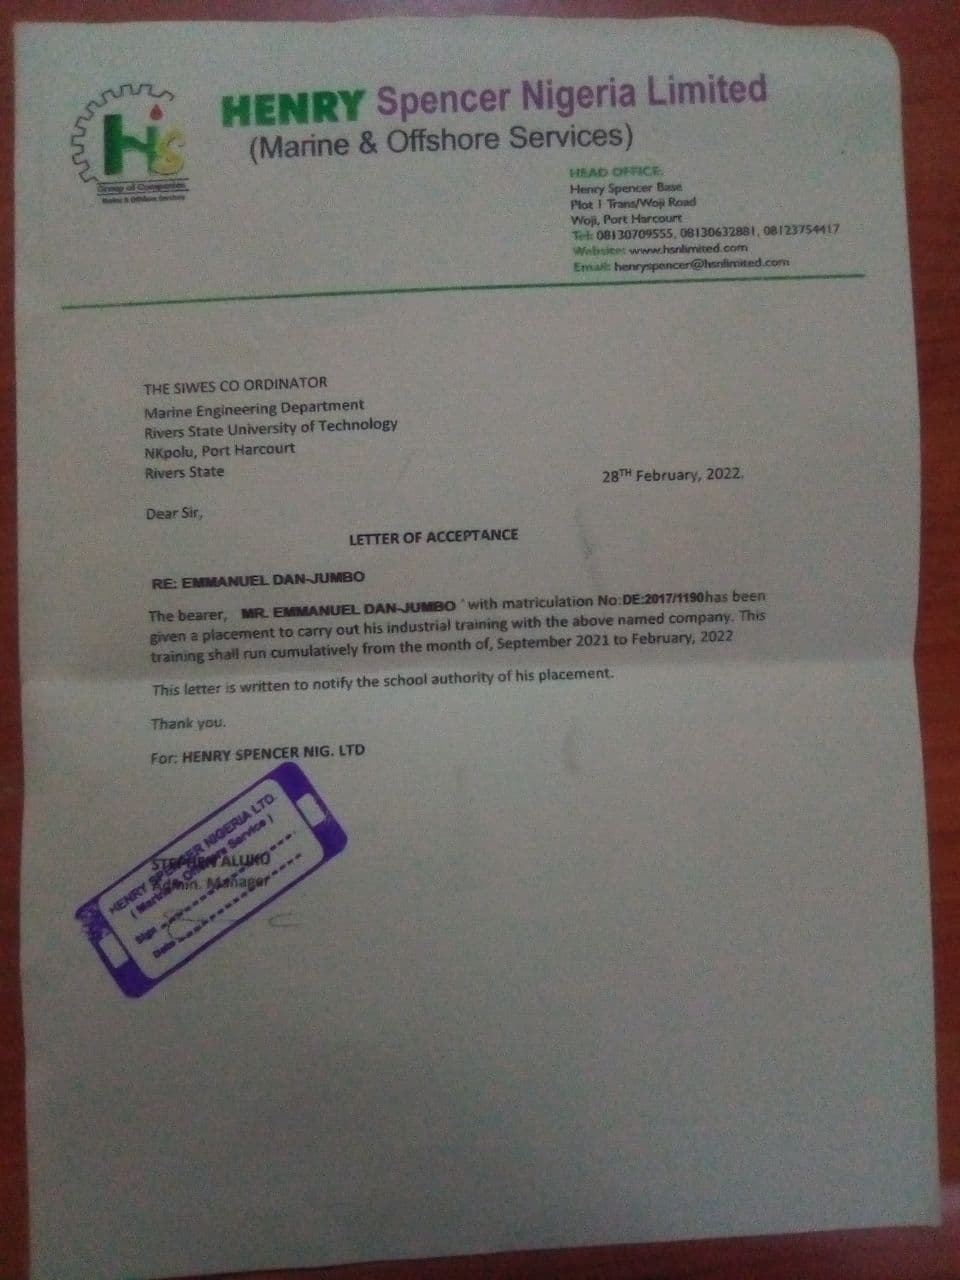 HS
Group of Companies
Marine & Offshore Services
HENRY Spencer Nigeria Limited
(Marine & Offshore Services)
HEAD OFFICE:
Henry Spencer Base
Plot 1 Trans/Woji Road
Woji, Port Harcourt
Tel: 08130709555, 08130632881, 08123754417
Website: www.hsnlimited.com
Email: henryspencer@hsnlimited.com
THE SIWES CO ORDINATOR
Marine Engineering Department
Rivers State University of Technology
NKpolu, Port Harcourt
Rivers State
28TH February, 2022.
Dear Sir,
LETTER OF ACCEPTANCE
RE: EMMANUEL DAN-JUMBO
The bearer, MR. EMMANUEL DAN-JUMBO ' with matriculation No:DE:2017/1190has been
given a placement to carry out his industrial training with the above named company. This
training shall run cumulatively from the month of, September 2021 to February, 2022
This letter is written to notify the school authority of his placement.
Thank you.
For: HENRY SPENCER NIG. LTD
STEPHEN ALUKO
Admin. Manager
HENRY SPENCER NIGERIA LTD.
( Marine & Offshore Service )
Sign
Date